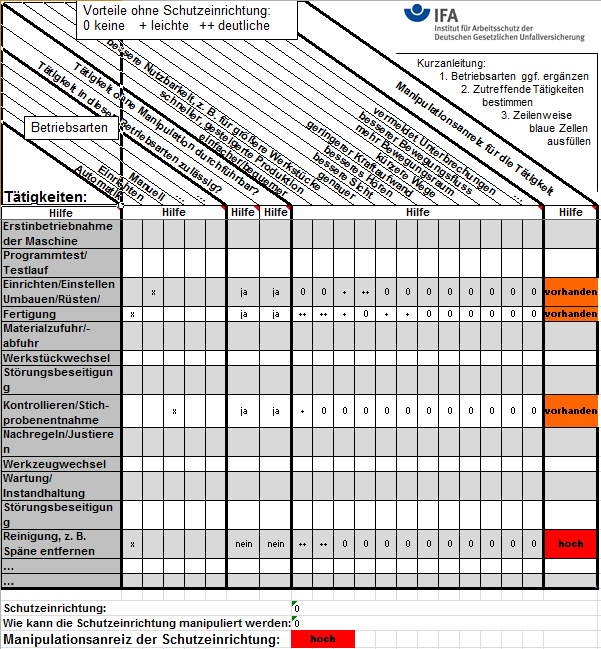 Vorteile ohne Schutzeinrichtung:
0 keine + leichte ++ deutliche
IFA
Institut für Arbeitsschutz der
Deutschen Gesetzlichen Unfallversicherung
Kurzanleitung:
1. Betriebsarten ggf. ergänzen
2. Zutreffende Tätigkeiten
bestimmen
3. Zeilenweise
blaue Zellen
ausfüllen
Betriebsarten
Tätigkeiten:
Automatik
Einrichten
Manuell
...
...
Tätigkeit in dieser Betriebsarten zulässig?
Tätigkeit ohne Manipulation durchführbar?
einfacher/bequemer
schneller, gesteigerte Produktion
bessere Nutzbarkeit, z. B. für größere Werkstücke
genauer
bessere Sicht
besseres Hören
geringerer Kraftaufwand
kürzere Wege
mehr Bewegungsraum
besserer Bewegungsfluss
vermeidet Unterbrechungen
...
Manipulationsanreiz für die Tätigkeit
Hilfe Hilfe Hilfe Hilfe Hilfe Hilfe
Erstinbetriebnahme
der Maschine
Programmtest/
Testlauf
Einrichten/Einstellen
Umbauen/Rüsten/ x ja ja 0 0 + ++ 0 0 0 0 0 0 0 0 vorhanden
Fertigung x ja ja ++ ++ + 0 + + 0 0 0 0 0 0 vorhanden
Materialzufuhr/-
abfuhr
Werkstückwechsel
Störungsbeseitigun
g
Kontrollieren/Stich-
probenentnahme x ja ja + 0 0 0 0 0 0 0 0 0 0 0 vorhanden
Nachregeln/Justiere
n
Werkzeugwechsel
Wartung/
Instandhaltung
Störungsbeseitigun
g
Reinigung, z. B.
Späne entfernen x nein nein ++ ++ 0 0 0 0 0 0 0 0 0 0 hoch
...
...
Schutzeinrichtung: 0
Wie kann die Schutzeinrichtung manipuliert werden: 0
Manipulationsanreiz der Schutzeinrichtung: hoch